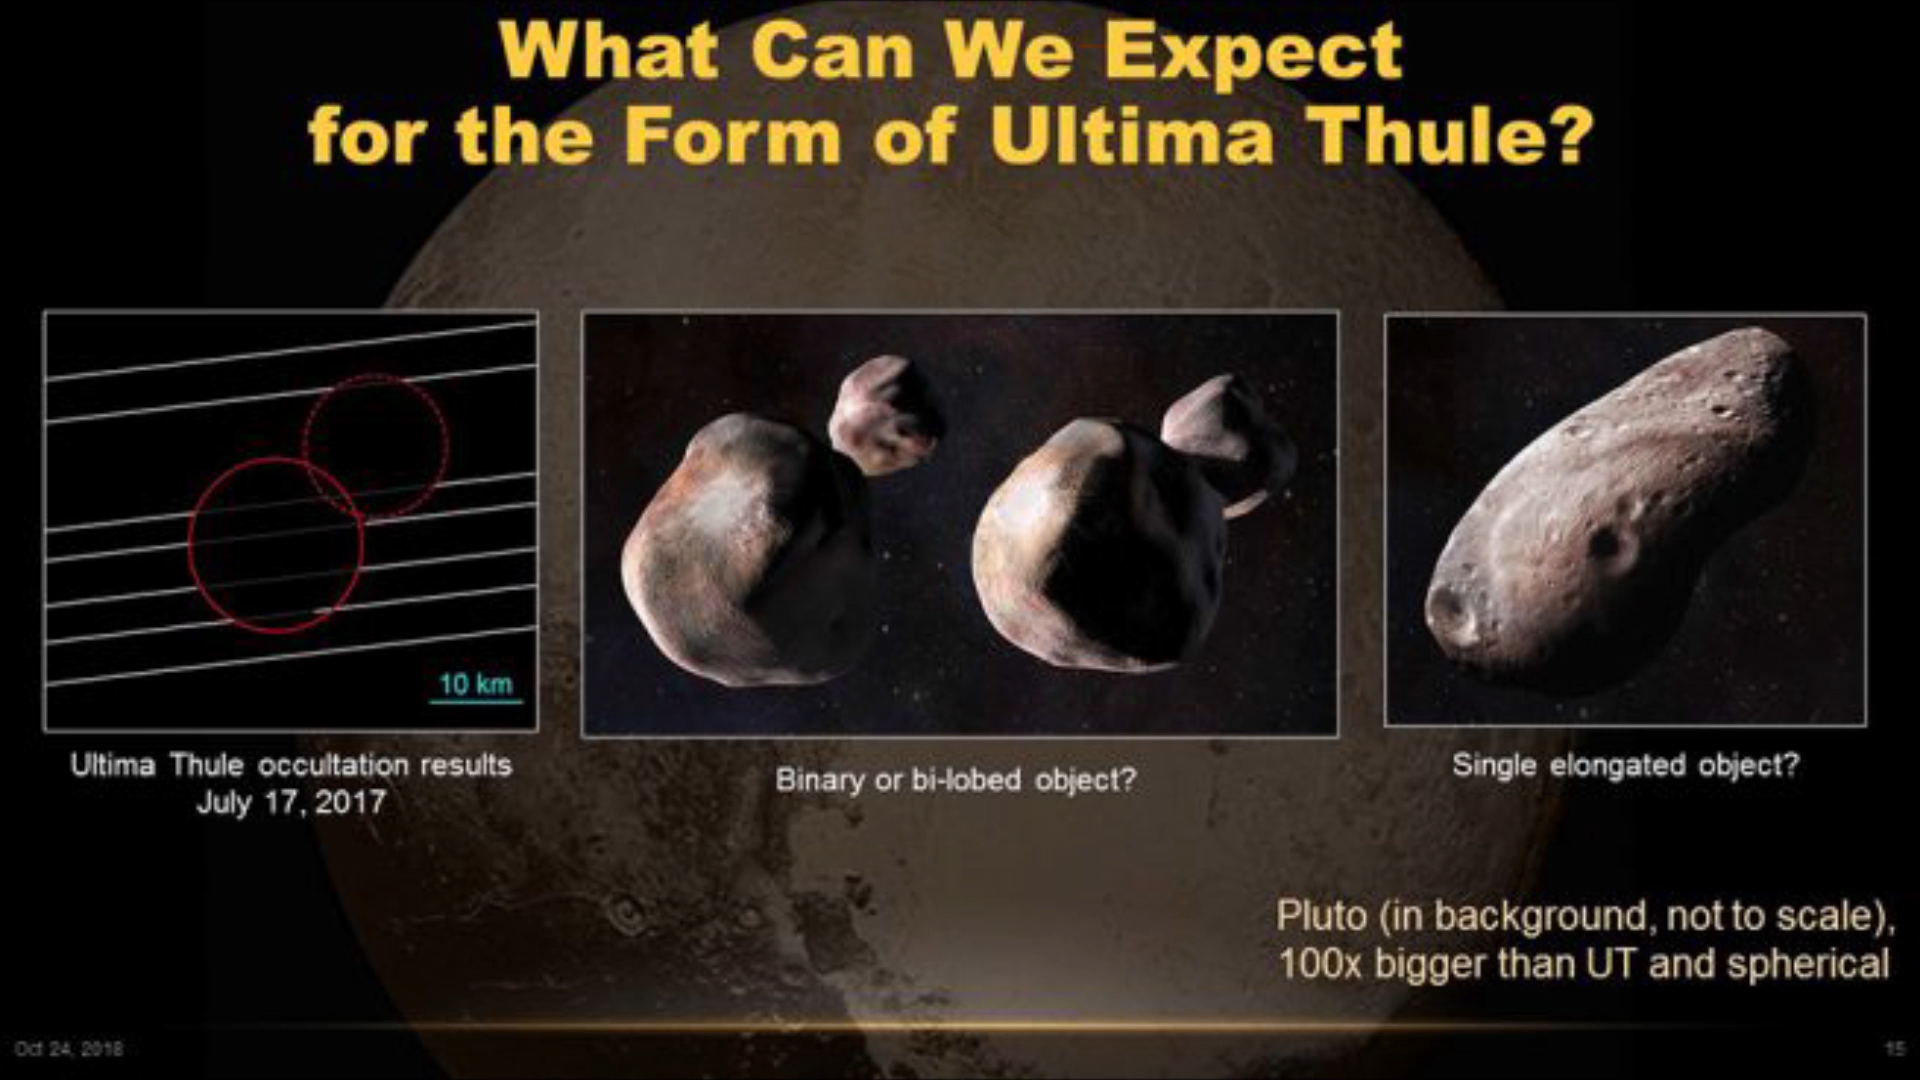 What Can We Expect
for the Form of Ultima Thule?
10 km
Ultima Thule occultation results
July 17, 2017
Binary or bi-lobed object?
Single elongated object?
Pluto (in background, not to scale),
100x bigger than UT and spherical
Oct 24, 2018
15